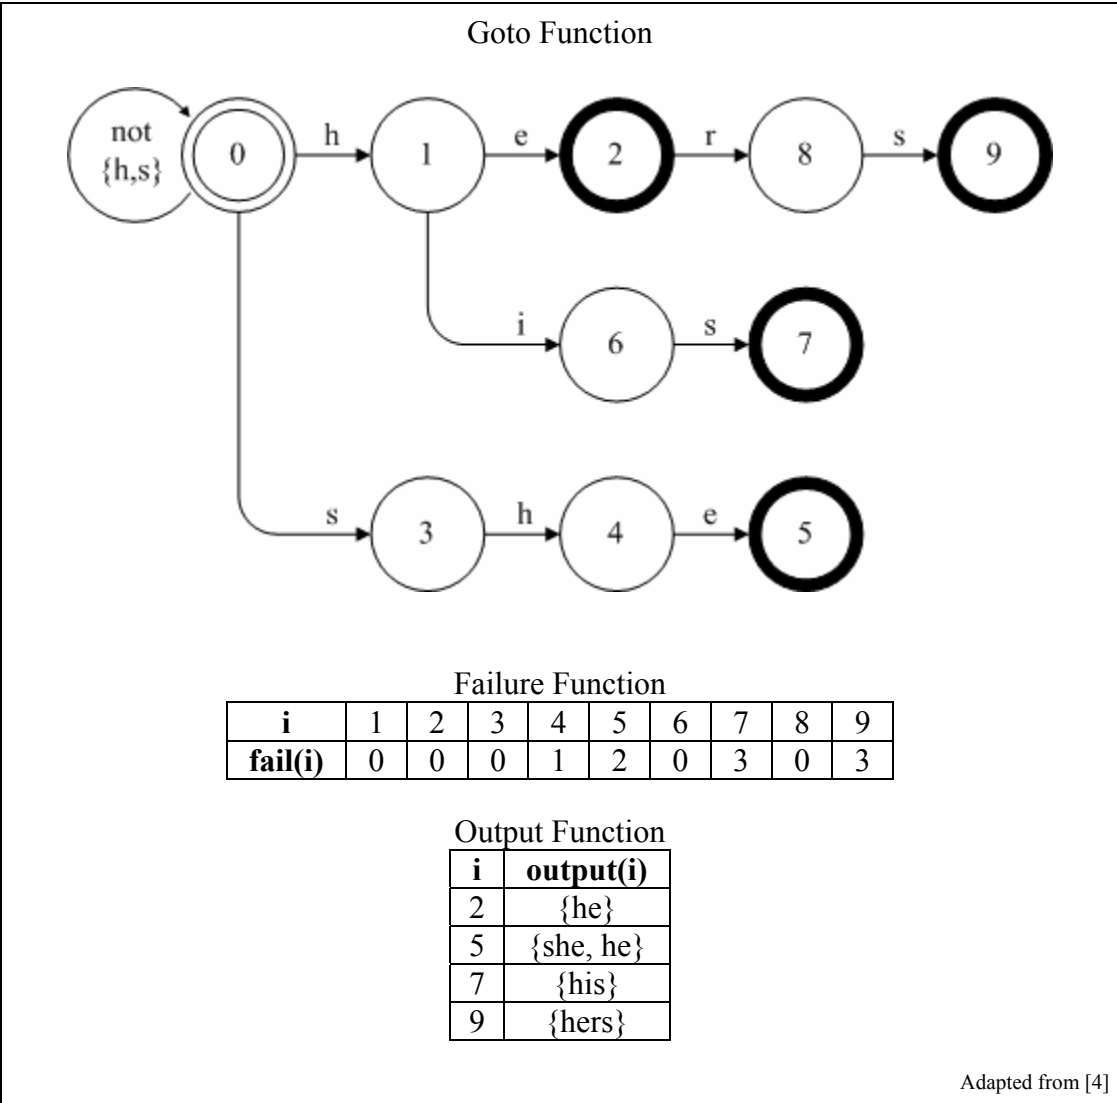 Goto Function
not
{h,s}
0 h 1 e 2 r 8 s 9
i 6 s 7
s 3 h 4 e 5
Failure Function
i 1 2 3 4 5 6 7 8 9
fail(i) 0 0 0 1 2 0 3 0 3
Output Function
i output(i)
2 {he}
5 {she, he}
7 {his}
9 {hers}
Adapted from [4]